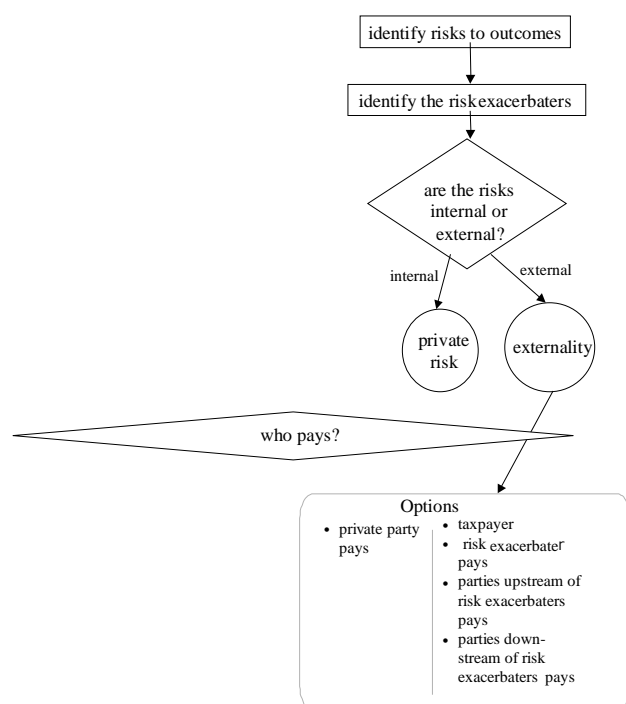 identify risks to outcomes
identify the risk exacerbaters
are the risks
internal or
external?
internal
external
private
risk
externality
who pays?
Options
• private party
pays
• taxpayer
• risk exacerbater
pays
• parties upstream of
risk exacerbaters
pays
• parties down-
stream of risk
exacerbaters pays